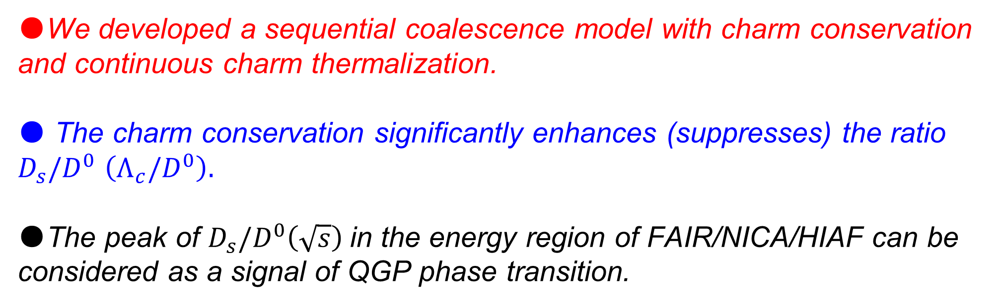 ●We developed a sequential coalescence model with charm conservation
and continuous charm thermalization.
● The charm conservation significantly enhances (suppresses) the ratio
$D_s/D^0$ $(\Lambda_c/D^0)$.
●The peak of $D_s/D^0(\sqrt{s})$ in the energy region of FAIR/NICA/HIAF can be
considered as a signal of QGP phase transition.